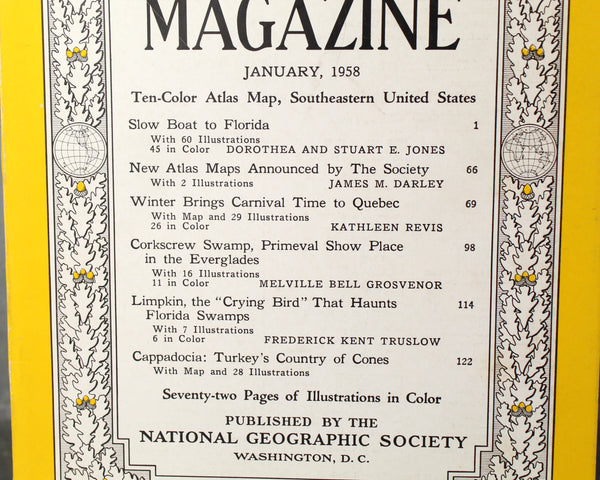 MAGAZINE
JANUARY, 1958
Ten-Color Atlas Map, Southeastern United States
Slow Boat to Florida 1
With 60 Illustrations
45 in Color DOROTHEA AND STUART E. JONES
New Atlas Maps Announced by The Society 66
With 2 Illustrations JAMES M. DARLEY
Winter Brings Carnival Time to Quebec 69
With Map and 29 Illustrations
26 in Color KATHLEEN REVIS
Corkscrew Swamp, Primeval Show Place 98
in the Everglades
With 16 Illustrations
11 in Color MELVILLE BELL GROSVENOR
Limpkin, the "Crying Bird" That Haunts 114
Florida Swamps
With 7 Illustrations
6 in Color FREDERICK KENT TRUSLOW
Cappadocia: Turkey's Country of Cones 122
With Map and 28 Illustrations
Seventy-two Pages of Illustrations in Color
PUBLISHED BY THE
NATIONAL GEOGRAPHIC SOCIETY
WASHINGTON, D. C.